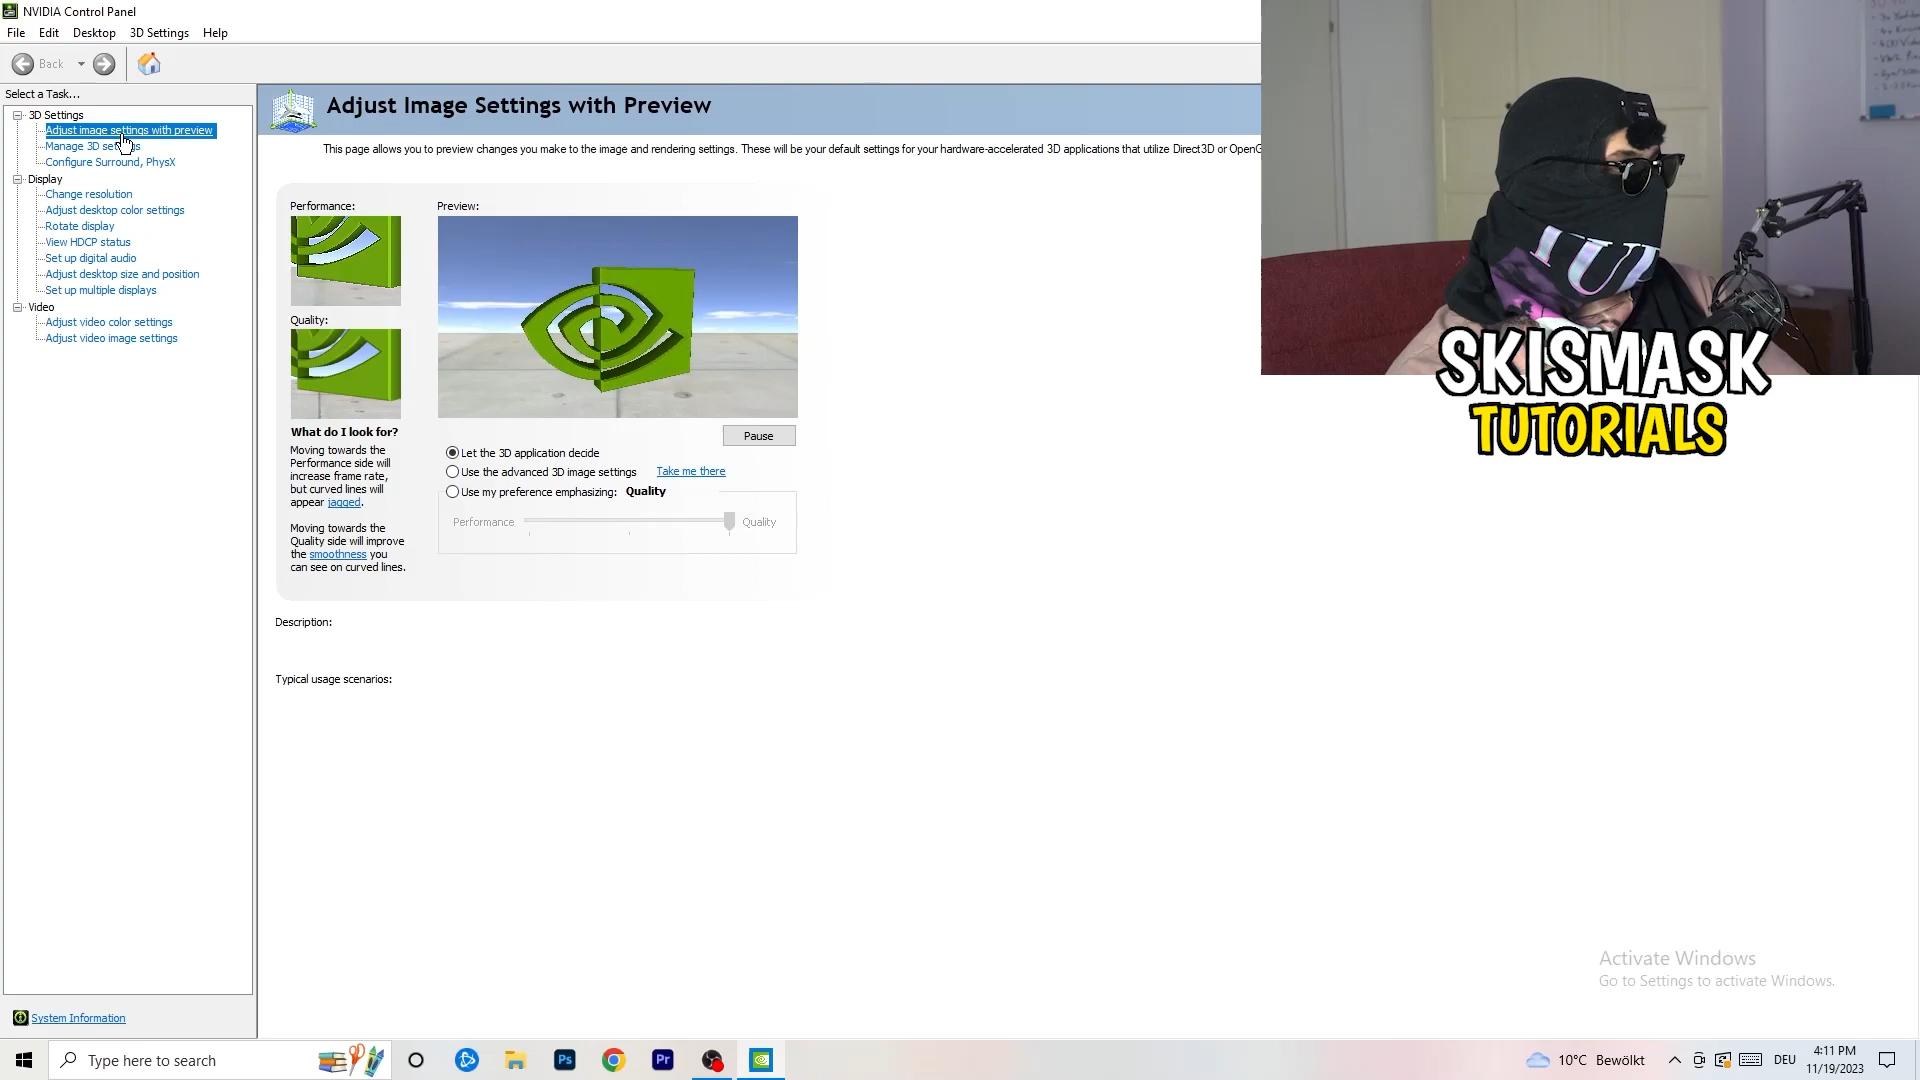 NVIDIA Control Panel
File Edit Desktop 3D Settings Help
Back
Select a Task...
3D Settings
Adjust image settings with preview
Manage 3D settings
Configure Surround, PhysX
Display
Change resolution
Adjust desktop color settings
Rotate display
View HDCP status
Set up digital audio
Adjust desktop size and position
Set up multiple displays
Video
Adjust video color settings
Adjust video image settings
System Information
Adjust Image Settings with Preview
This page allows you to preview changes you make to the image and rendering settings. These will be your default settings for your hardware-accelerated 3D applications that utilize Direct3D or OpenG
Performance:
Quality:
What do I look for?
Moving towards the
Performance side will
increase frame rate,
but curved lines will
appear jagged.
Moving towards the
Quality side will improve
the smoothness you
can see on curved lines.
Preview:
Pause
Let the 3D application decide
Use the advanced 3D image settings Take me there
Use my preference emphasizing: Quality
Performance Quality
Description:
Typical usage scenarios:
SKISMASK
TUTORIALS
Activate Windows
Go to Settings to activate Windows.
Type here to search
Ps
Pr
10°C Bewölkt
DEU
4:11 PM
11/19/2023